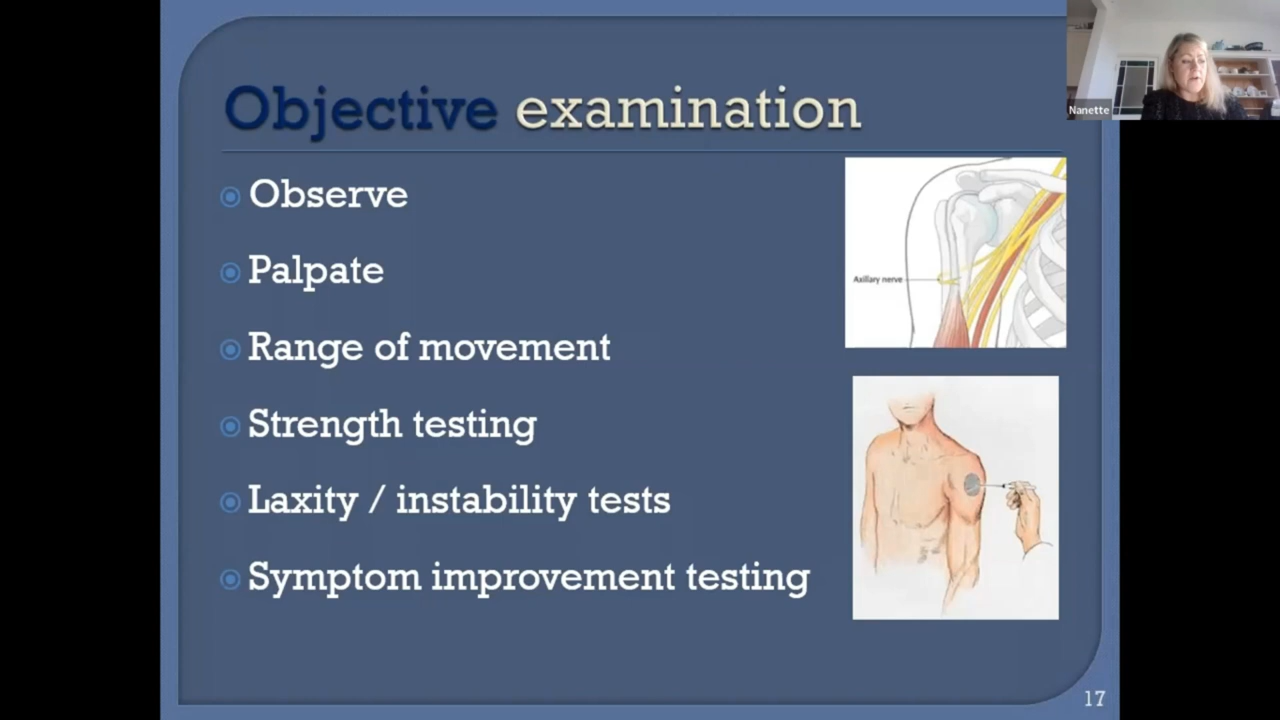 Objective examination
Observe
Palpate
Range of movement
Strength testing
Laxity / instability tests
Symptom improvement testing
Axillary nerve
Nanette
17